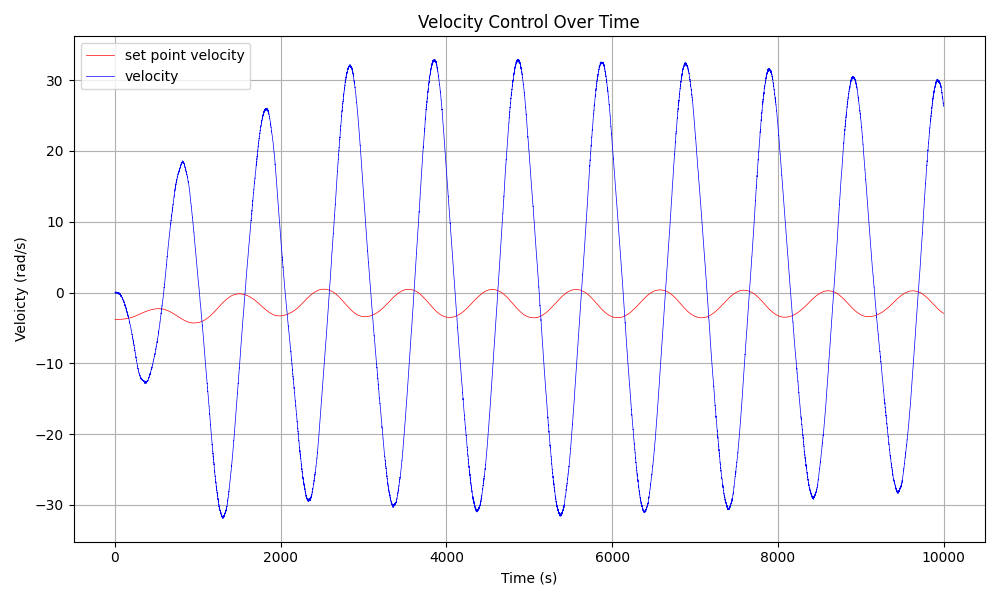 Velocity Control Over Time
set point velocity
velocity
Veloicty (rad/s)
30
20
10
0
−10
−20
−30
0 2000 4000 6000 8000 10000
Time (s)